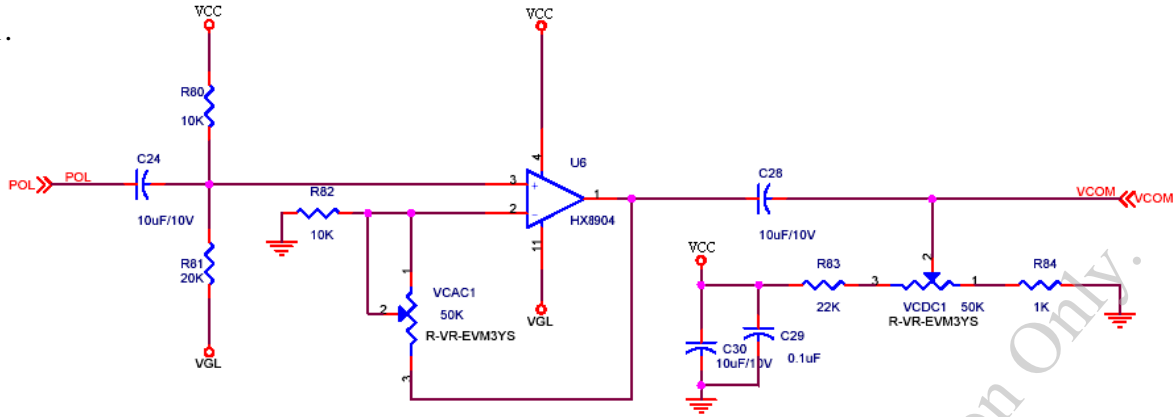 VCC
VCC
R80
10K
C24
U6
4
POL
POL
3
+
1
C28
VCOM
VCOM
R82
2
−
HX8904
10uF/10V
10uF/10V
10K
11
VCC
2
R81
20K
R83
3
1
R84
1
VCAC1
2
50K
22K
VCDC1
50K
1K
R-VR-EVM3YS
VGL
R-VR-EVM3YS
C29
C30
0.1uF
10uF/10V
VGL
3
on Only.